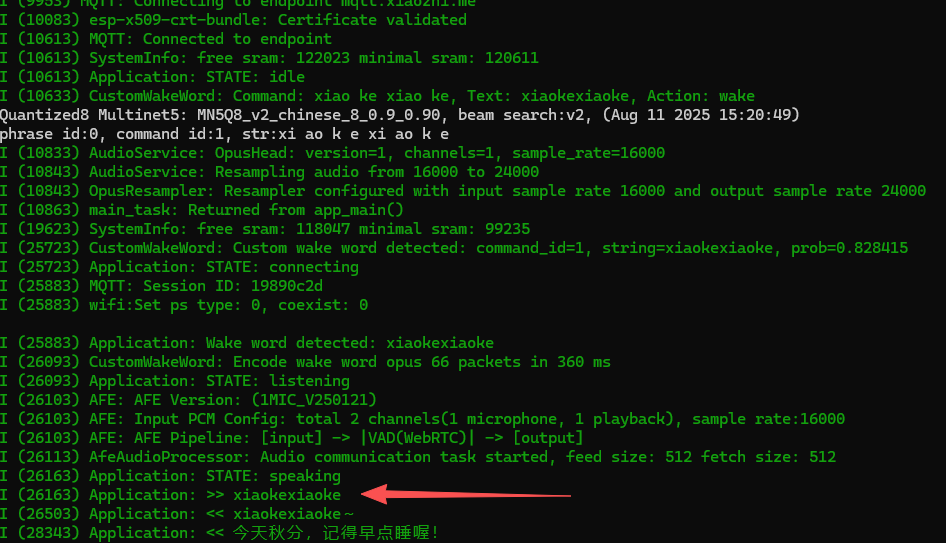 I (9953) MQTT: Connecting to endpoint mqtt.xiaozhi.me
I (10083) esp-x509-crt-bundle: Certificate validated
I (10613) MQTT: Connected to endpoint
I (10613) SystemInfo: free sram: 122023 minimal sram: 120611
I (10613) Application: STATE: idle
I (10633) CustomWakeWord: Command: xiao ke xiao ke, Text: xiaokexiaoke, Action: wake
Quantized8 Multinet5: MN5Q8_v2_chinese_8_0.9_0.90, beam search:v2, (Aug 11 2025 15:20:49)
phrase id:0, command id:1, str:xi ao k e xi ao k e
I (10833) AudioService: OpusHead: version=1, channels=1, sample_rate=16000
I (10843) AudioService: Resampling audio from 16000 to 24000
I (10843) OpusResampler: Resampler configured with input sample rate 16000 and output sample rate 24000
I (10863) main_task: Returned from app_main()
I (19623) SystemInfo: free sram: 118047 minimal sram: 99235
I (25723) CustomWakeWord: Custom wake word detected: command_id=1, string=xiaokexiaoke, prob=0.828415
I (25723) Application: STATE: connecting
I (25883) MQTT: Session ID: 19890c2d
I (25883) wifi:Set ps type: 0, coexist: 0
I (25883) Application: Wake word detected: xiaokexiaoke
I (26093) CustomWakeWord: Encode wake word opus 66 packets in 360 ms
I (26093) Application: STATE: listening
I (26103) AFE: AFE Version: (1MIC_V250121)
I (26103) AFE: Input PCM Config: total 2 channels(1 microphone, 1 playback), sample rate:16000
I (26103) AFE: AFE Pipeline: [input] -> |VAD(WebRTC)| -> [output]
I (26113) AfeAudioProcessor: Audio communication task started, feed size: 512 fetch size: 512
I (26163) Application: STATE: speaking
I (26163) Application: >> xiaokexiaoke
I (26503) Application: << xiaokexiaoke～
I (28343) Application: << 今天秋分，记得早点睡喔！